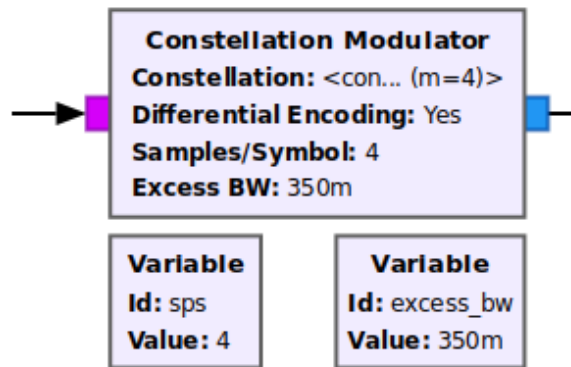 Constellation Modulator
Constellation: <con... (m=4)>
Differential Encoding: Yes
Samples/Symbol: 4
Excess BW: 350m
Variable
Id: sps
Value: 4
Variable
Id: excess_bw
Value: 350m